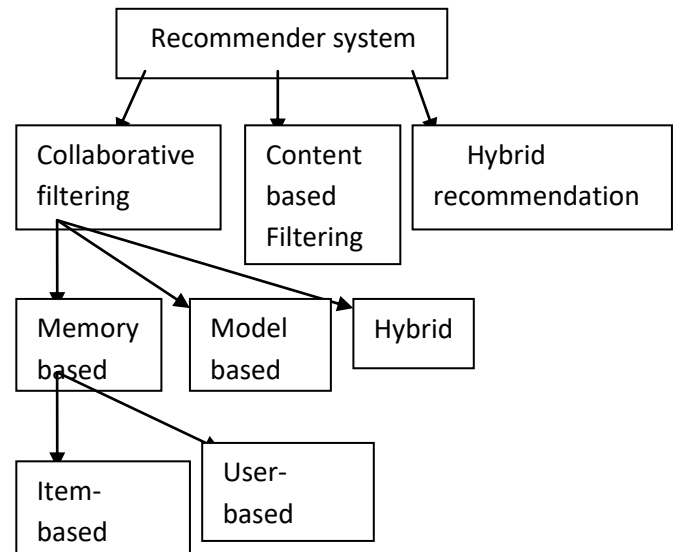 Recommender system
Collaborative
filtering
Content
based
Filtering
Hybrid
recommendation
Memory
based
Model
based
Hybrid
Item-
based
User-
based